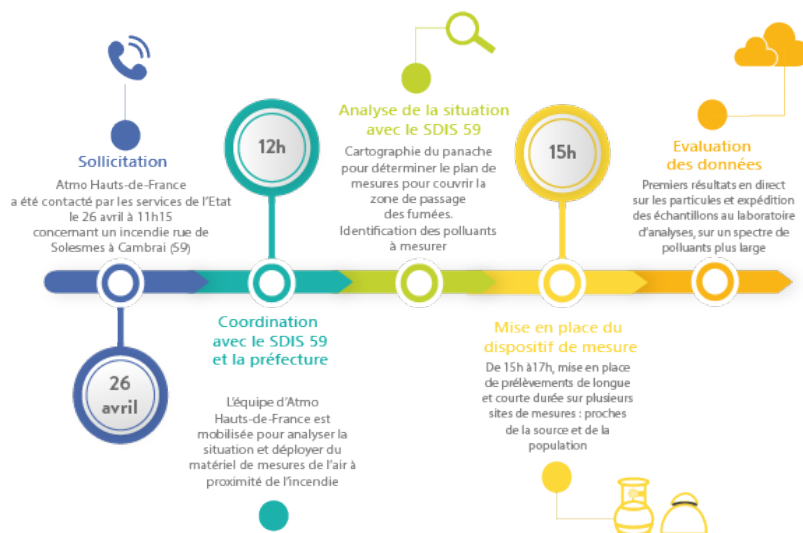 Sollicitation
Atmo Hauts-de-France
a été contacté par les services de l'Etat
le 26 avril à 11h15
concernant un incendie rue de
Solesmes à Cambrai (59)
26
avril
12h
Coordination
avec le SDIS 59
et la préfecture
L'équipe d'Atmo
Hauts-de-France est
mobilisée pour analyser la
situation et déployer du
matériel de mesures de l'air à
proximité de l'incendie
Analyse de la situation
avec le SDIS 59
Cartographie du panache
pour déterminer le plan de
mesures pour couvrir la
zone de passage
des fumées.
Identification des polluants
à mesurer
15h
Mise en place du
dispositif de mesure
De 15h à17h, mise en place
de prélèvements de longue
et courte durée sur plusieurs
sites de mesures : proches
de la source et de la
population
Evaluation
des données
Premiers résultats en direct
sur les particules et expédition
des échantillons au laboratoire
d'analyses, sur un spectre de
polluants plus large